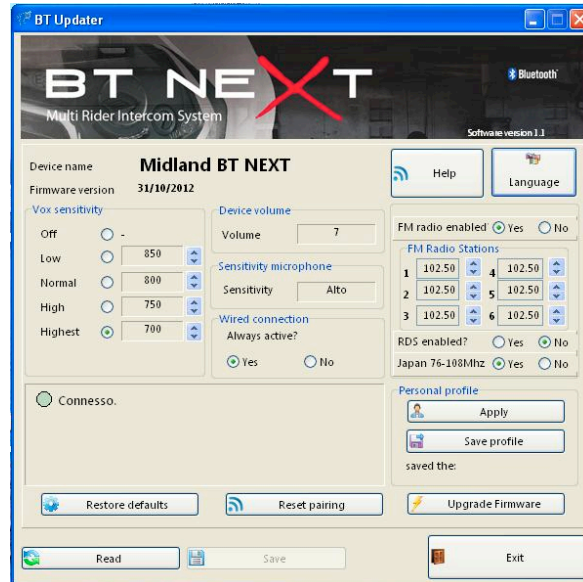 BT Updater
BT NEXT
Multi Rider Intercom System
Bluetooth
Software version 1.1
Device name Midland BT NEXT
Firmware version 31/10/2012
Help
Language
Vox sensitivity
Off -
Low 850
Normal 800
High 750
Highest 700
Device volume
Volume 7
Sensitivity microphone
Sensitivity Alto
Wired connection
Always active?
Yes No
FM radio enabled Yes No
FM Radio Stations
1 102.50 4 102.50
2 102.50 5 102.50
3 102.50 6 102.50
RDS enabled? Yes No
Japan 76-108Mhz Yes No
Connesso.
Personal profile
Apply
Save profile
saved the:
Restore defaults
Reset pairing
Upgrade Firmware
Read
Save
Exit